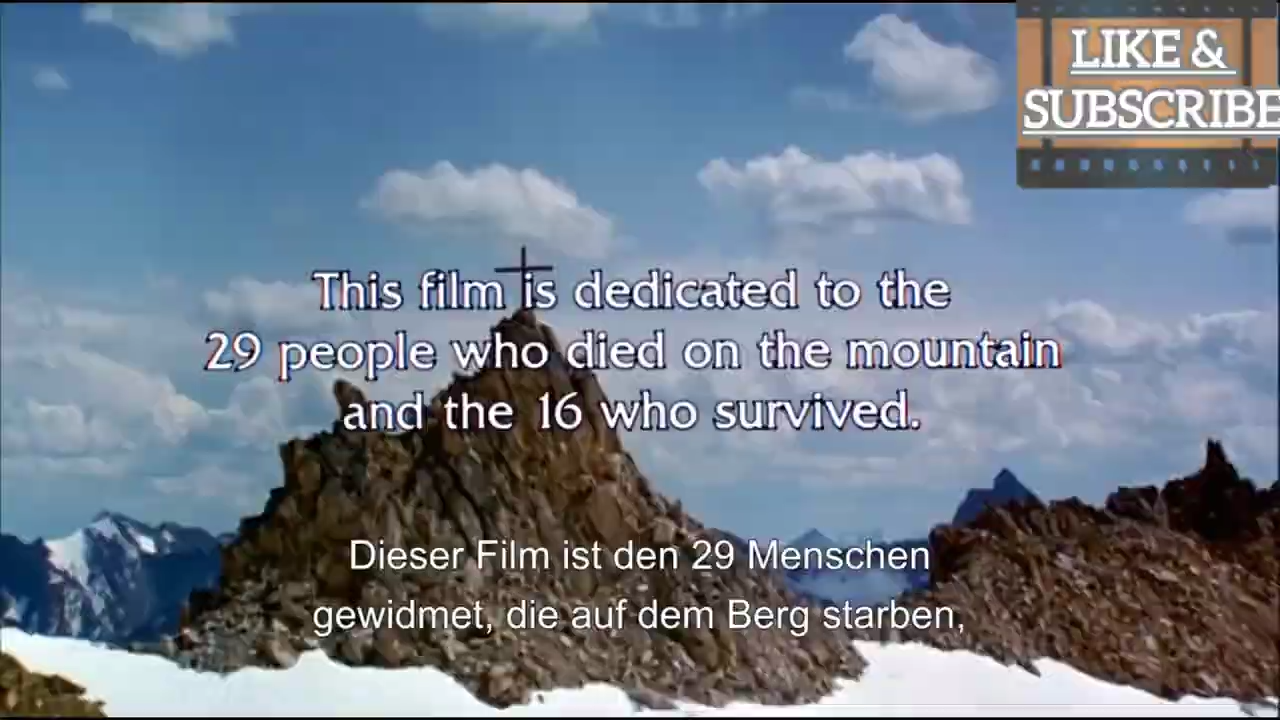 LIKE &
SUBSCRIBE
This film is dedicated to the
29 people who died on the mountain
and the 16 who survived.
Dieser Film ist den 29 Menschen
gewidmet, die auf dem Berg starben,